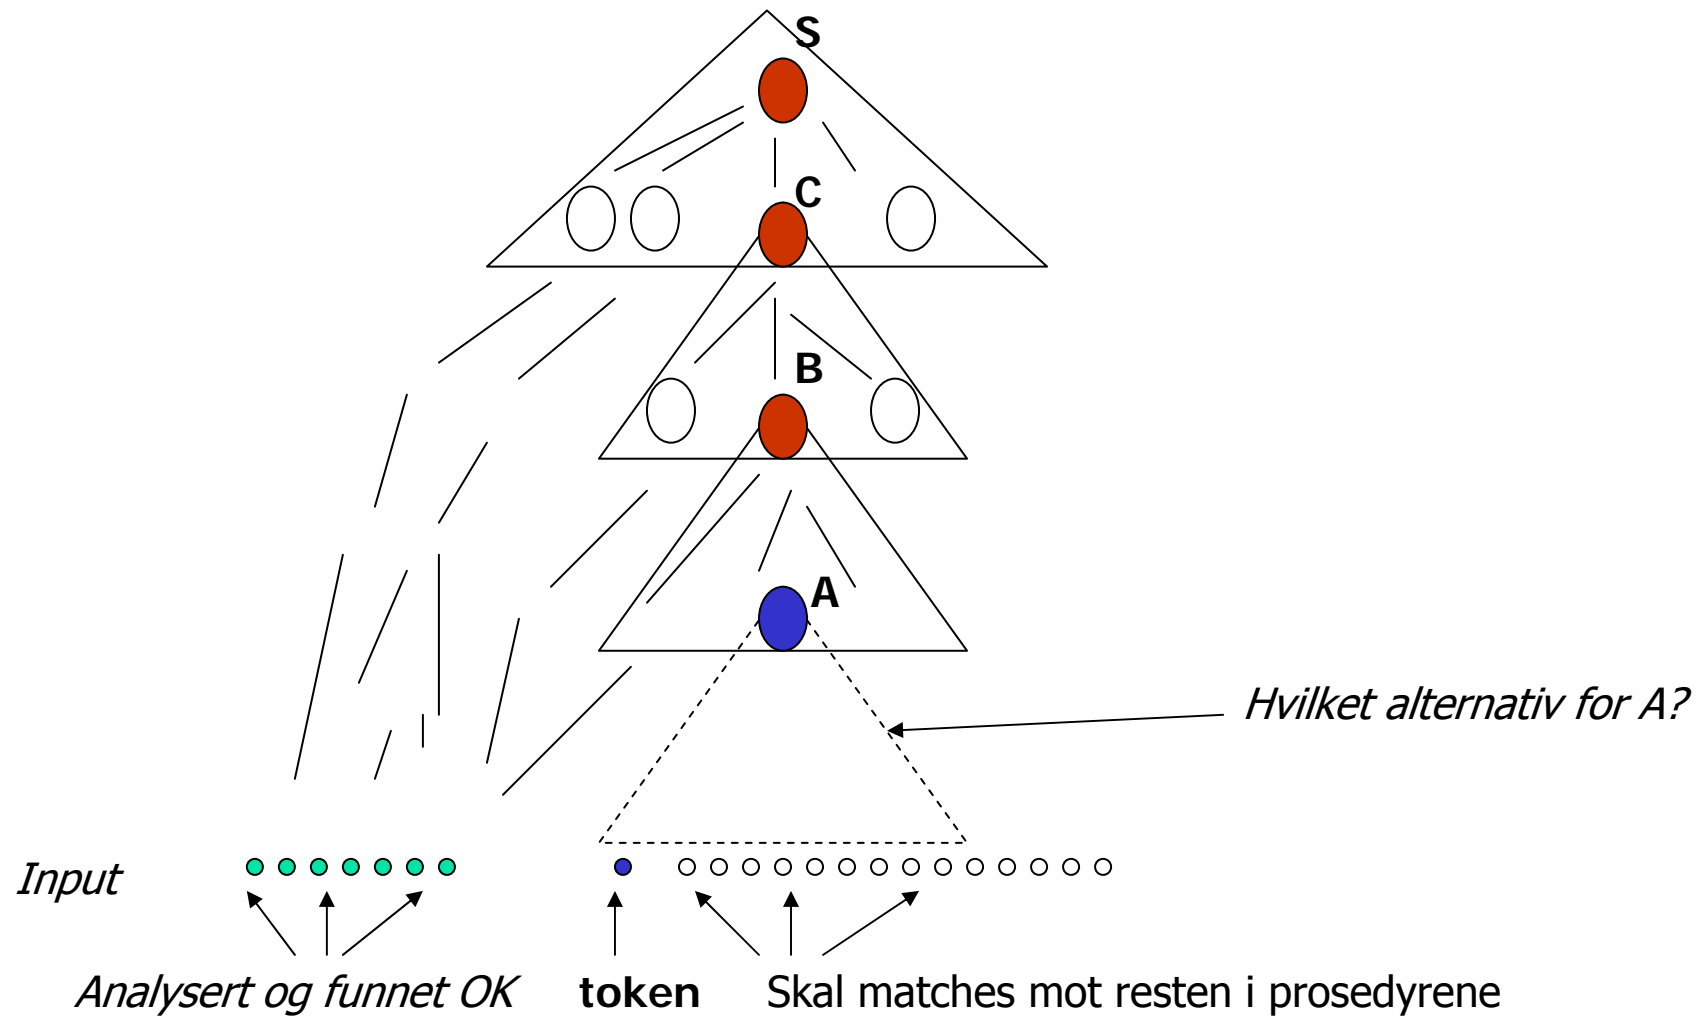 S
C
B
A
Hvilket alternativ for A?
Input
Analysert og funnet OK
token
Skal matches mot resten i prosedyrene